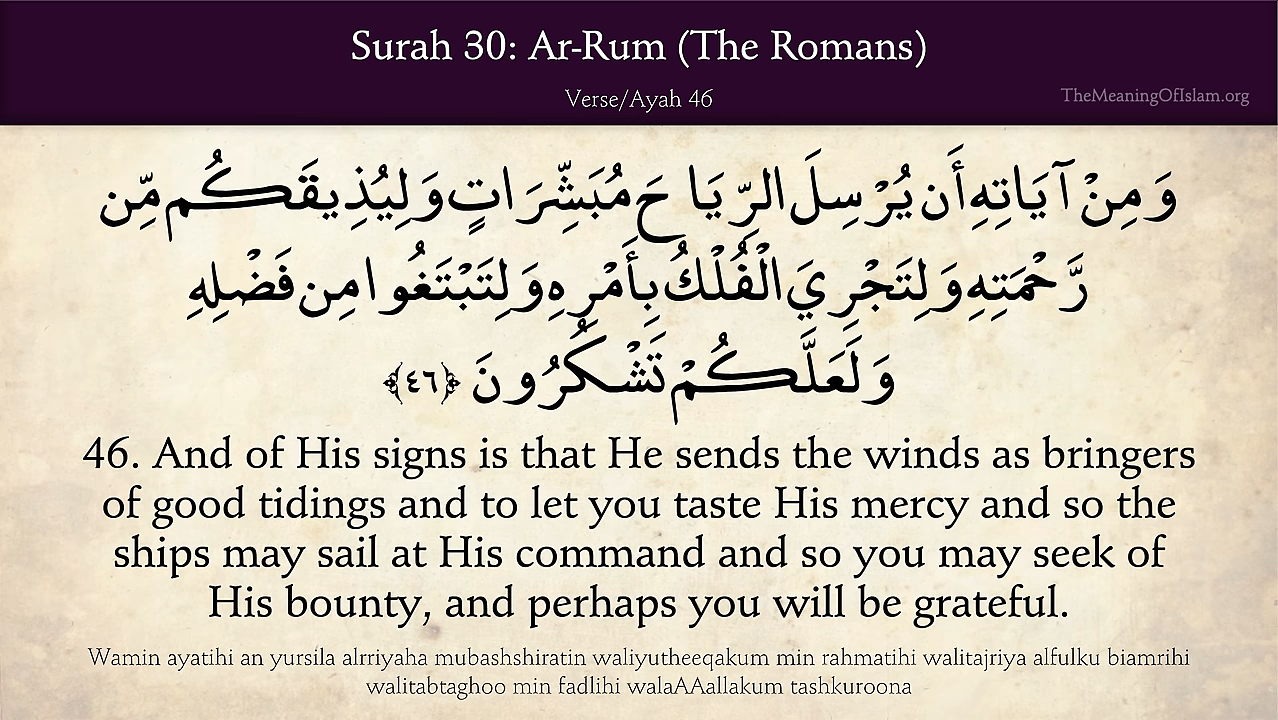 Surah 30: Ar-Rum (The Romans)
Verse/Ayah 46
TheMeaningOfIslam.org
وَمِنْ آيَاتِهِ أَن يُرْسِلَ الرِّيَاحَ مُبَشِّرَاتٍ وَلِيُذِيقَكُم مِّن
رَّحْمَتِهِ وَلِتَجْرِيَ الْفُلْكُ بِأَمْرِهِ وَلِتَبْتَغُوا مِن فَضْلِهِ
وَلَعَلَّكُمْ تَشْكُرُونَ ﴿٤٦﴾
46. And of His signs is that He sends the winds as bringers
of good tidings and to let you taste His mercy and so the
ships may sail at His command and so you may seek of
His bounty, and perhaps you will be grateful.
Wamin ayatihi an yursila alrriyaha mubashshiratin waliyutheeqakum min rahmatihi walitajriya alfulku biamrihi
walitabtaghoo min fadlihi walaAAallakum tashkuroona